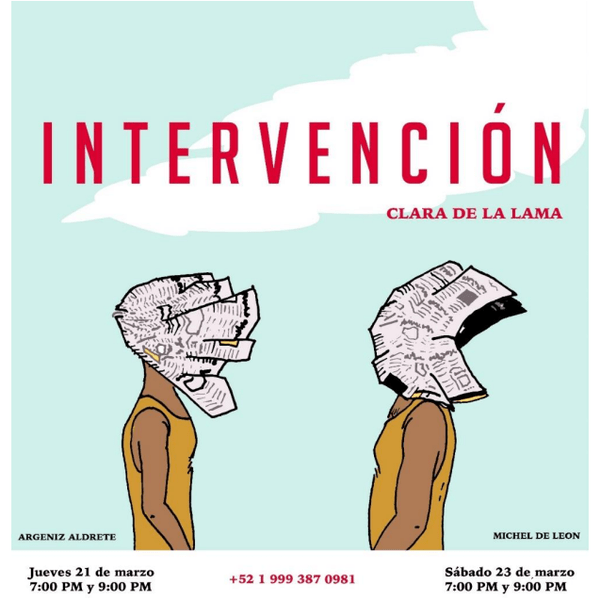 INTERVENCIÓN
CLARA DE LA LAMA
ARGENIZ ALDRETE
MICHEL DE LEON
Jueves 21 de marzo
7:00 PM y 9:00 PM
+52 1 999 387 0981
Sábado 23 de marzo
7:00 PM y 9:00 PM